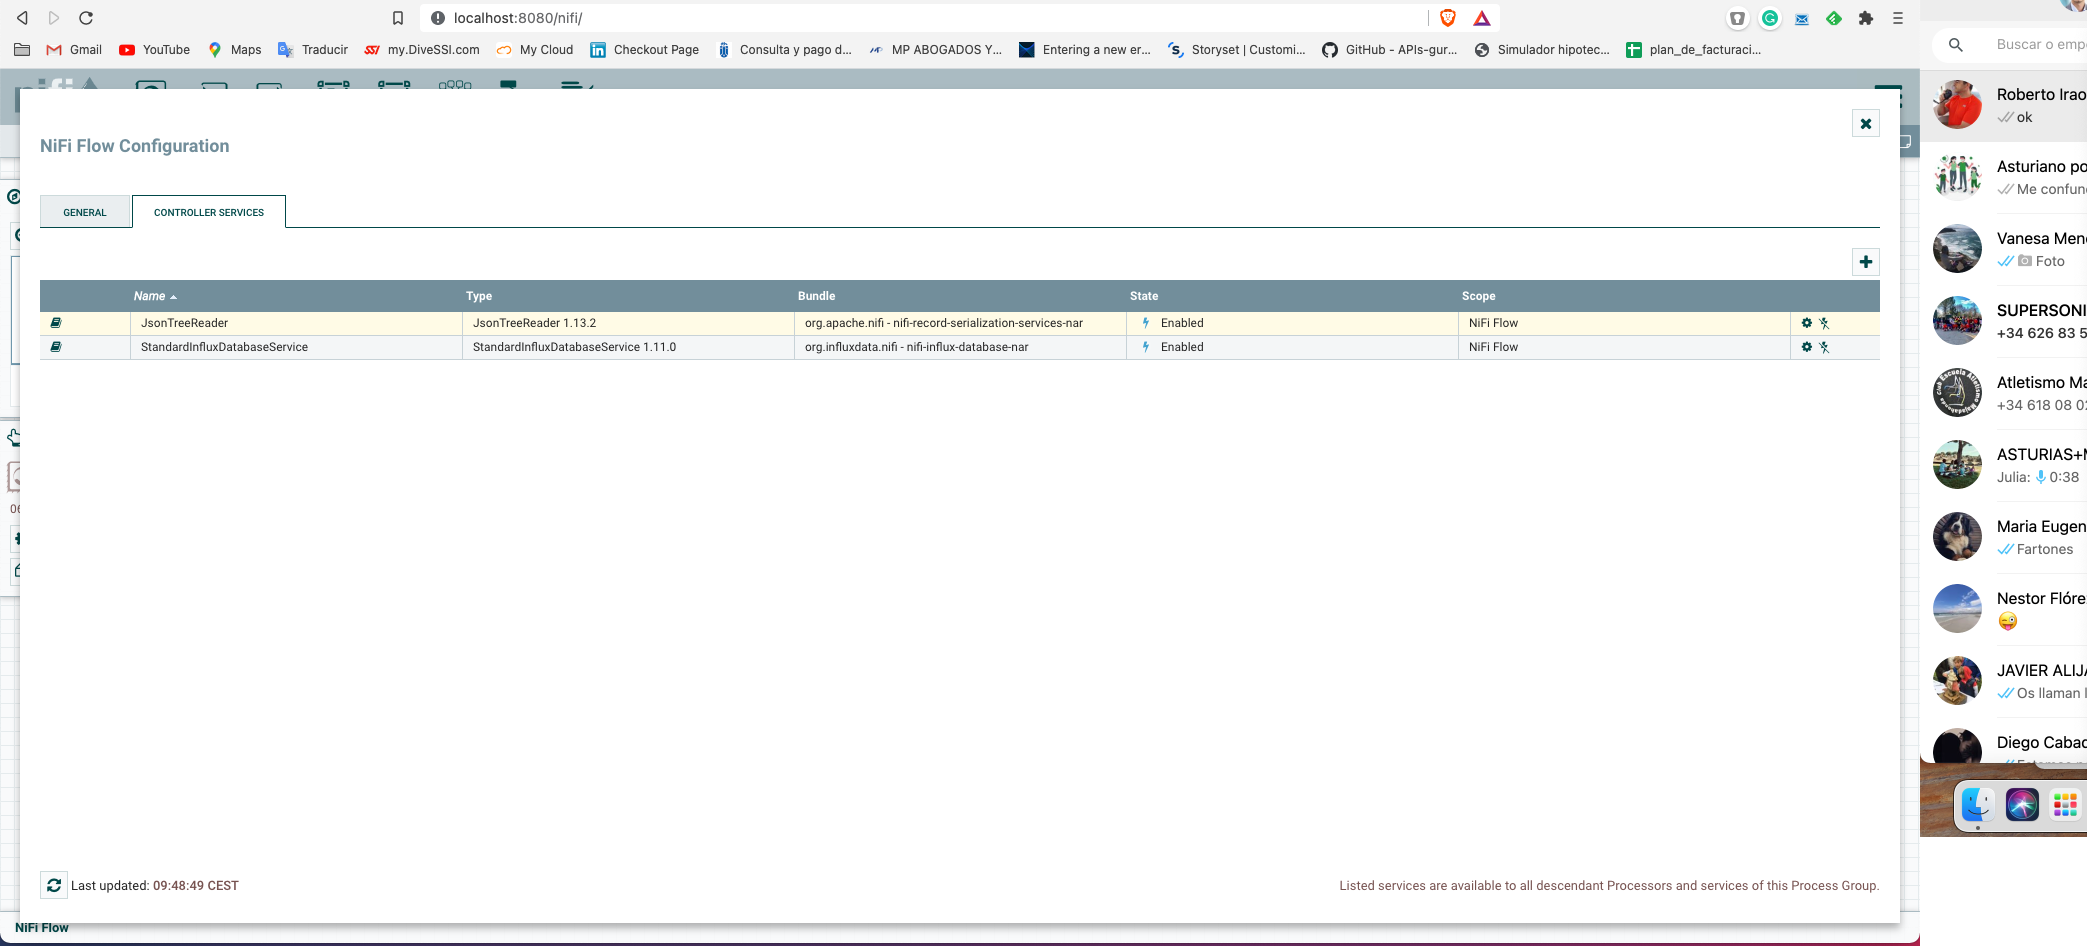 localhost:8080/nifi/
Gmail
YouTube
Maps
Traducir
my.DiveSSI.com
My Cloud
Checkout Page
Consulta y pago d...
MP ABOGADOS Y...
Entering a new er...
Storyset | Customi...
GitHub - APIs-gur...
Simulador hipotec...
plan_de_facturaci...
NiFi Flow Configuration
GENERAL
CONTROLLER SERVICES
Name Type Bundle State Scope
JsonTreeReader JsonTreeReader 1.13.2 org.apache.nifi - nifi-record-serialization-services-nar Enabled NiFi Flow
StandardInfluxDatabaseService StandardInfluxDatabaseService 1.11.0 org.influxdata.nifi - nifi-influx-database-nar Enabled NiFi Flow
Last updated: 09:48:49 CEST
Listed services are available to all descendant Processors and services of this Process Group.
NiFi Flow
Buscar o emp
Roberto Irao
ok
Asturiano po
Me confun
Vanesa Men
Foto
SUPERSONI
+34 626 83 5
Atletismo Ma
+34 618 08 02
ASTURIAS+M
Julia: 0:38
Maria Eugen
Fartones
Nestor Flóre
JAVIER ALIJA
Os llaman l
Diego Cabac